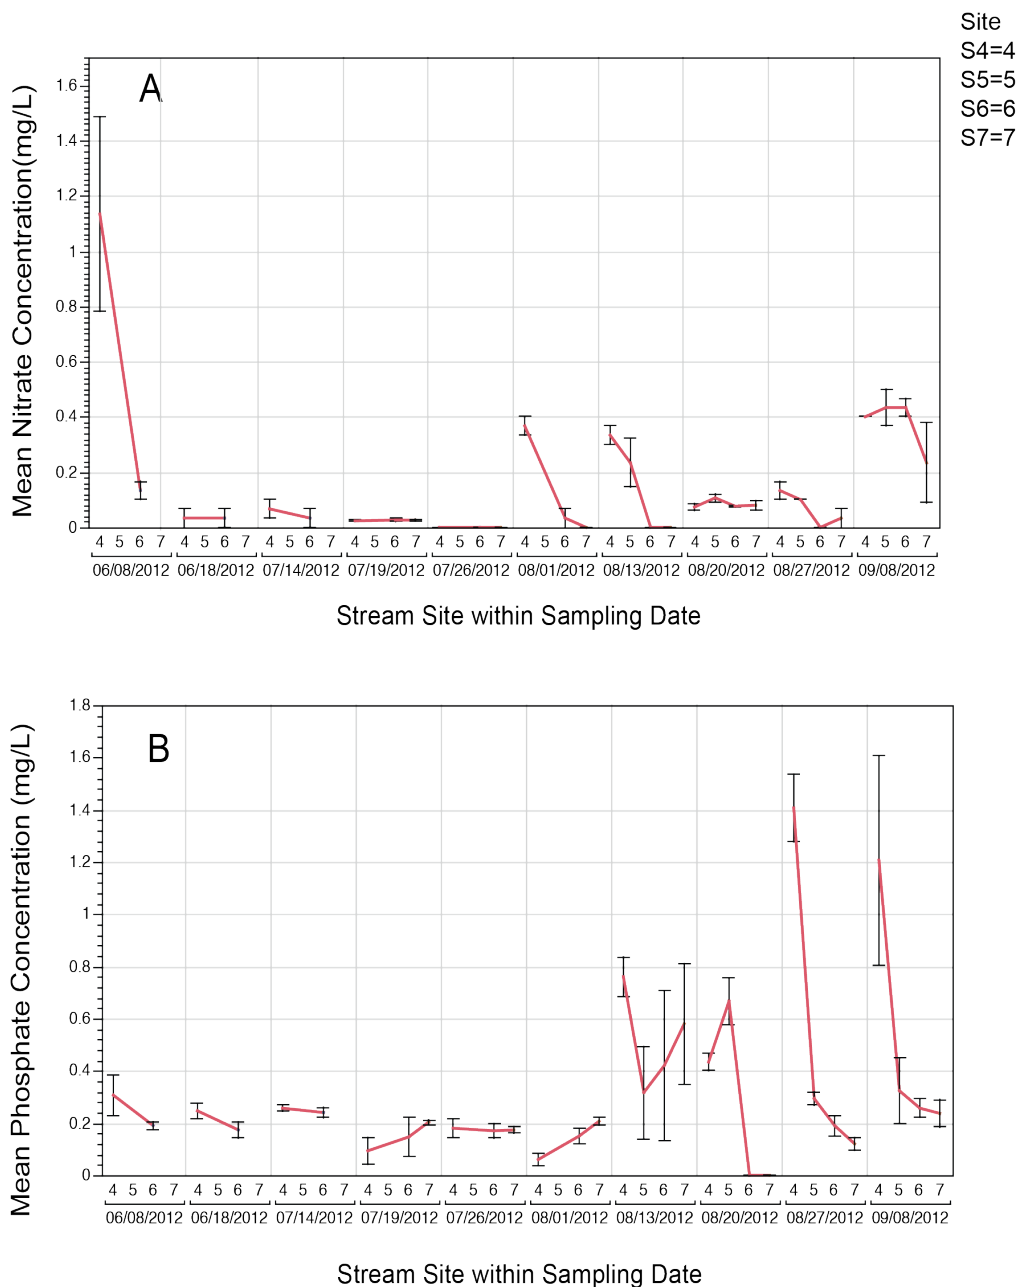 Site
S4=4
S5=5
S6=6
S7=7
A
Mean Nitrate Concentration(mg/L)
1.6
1.4
1.2
1
0.8
0.6
0.4
0.2
0
4 5 6 7 4 5 6 7 4 5 6 7 4 5 6 7 4 5 6 7 4 5 6 7 4 5 6 7 4 5 6 7 4 5 6 7 4 5 6 7
06/08/2012 06/18/2012 07/14/2012 07/19/2012 07/26/2012 08/01/2012 08/13/2012 08/20/2012 08/27/2012 09/08/2012
Stream Site within Sampling Date
B
Mean Phosphate Concentration (mg/L)
1.8
1.6
1.4
1.2
1
0.8
0.6
0.4
0.2
0
4 5 6 7 4 5 6 7 4 5 6 7 4 5 6 7 4 5 6 7 4 5 6 7 4 5 6 7 4 5 6 7 4 5 6 7 4 5 6 7
06/08/2012 06/18/2012 07/14/2012 07/19/2012 07/26/2012 08/01/2012 08/13/2012 08/20/2012 08/27/2012 09/08/2012
Stream Site within Sampling Date